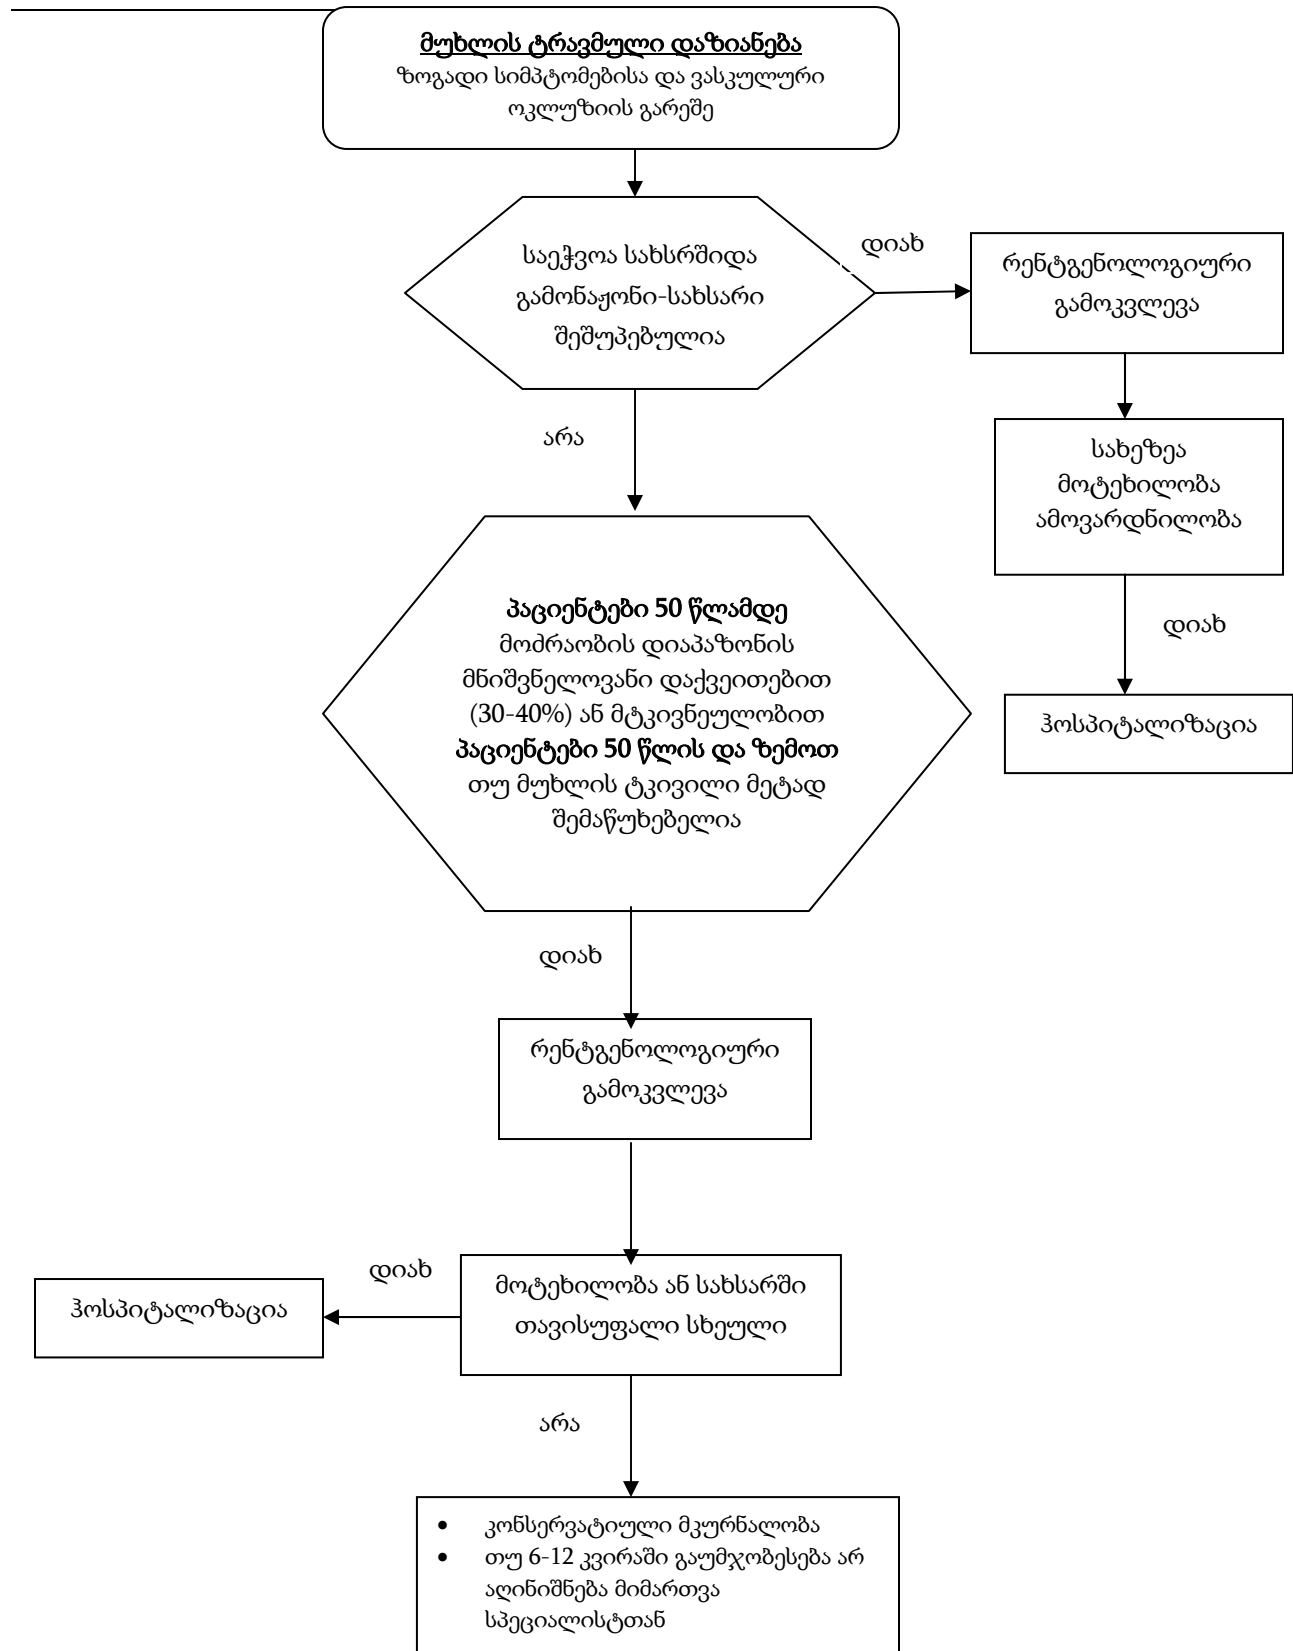 მუხლის ტრავმული დაზიანება
ზოგადი სიმპტომებისა და ვასკულური
ოკლუზიის გარეშე
საეჭვოა სახსრშიდა
გამონაჟონი-სახსარი
შეშუპებულია
დიახ
რენტგენოლოგიური
გამოკვლევა
არა
სახეზეა
მოტეხილობა
ამოვარდნილობა
დიახ
ჰოსპიტალიზაცია
პაციენტები 50 წლამდე
მოძრაობის დიაპაზონის
მნიშვნელოვანი დაქვეითებით
(30-40%) ან მტკივნეულობით
პაციენტები 50 წლის და ზემოთ
თუ მუხლის ტკივილი მეტად
შემაწუხებელია
დიახ
რენტგენოლოგიური
გამოკვლევა
მოტეხილობა ან სახსარში
თავისუფალი სხეული
დიახ
ჰოსპიტალიზაცია
არა
• კონსერვატიული მკურნალობა
• თუ 6-12 კვირაში გაუმჯობესება არ
აღინიშნება მიმართვა
სპეციალისტთან